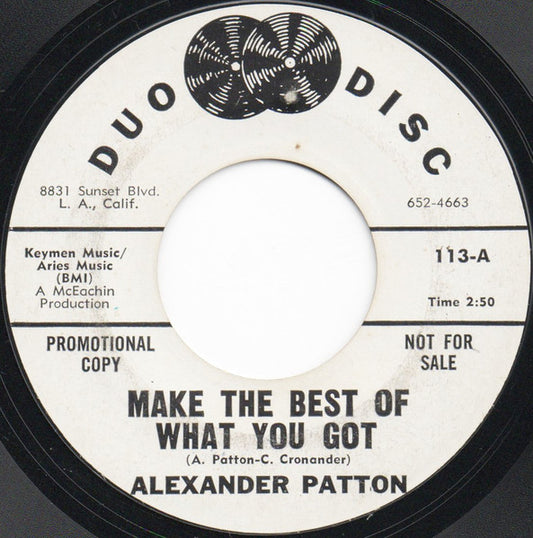 DUO DISC
8831 Sunset Blvd.
L. A., Calif.
652-4663
Keymen Music/
Aries Music
(BMI)
A McEachin
Production
113-A
Time 2:50
PROMOTIONAL
COPY
NOT FOR
SALE
MAKE THE BEST OF
WHAT YOU GOT
(A. Patton-C. Cronander)
ALEXANDER PATTON